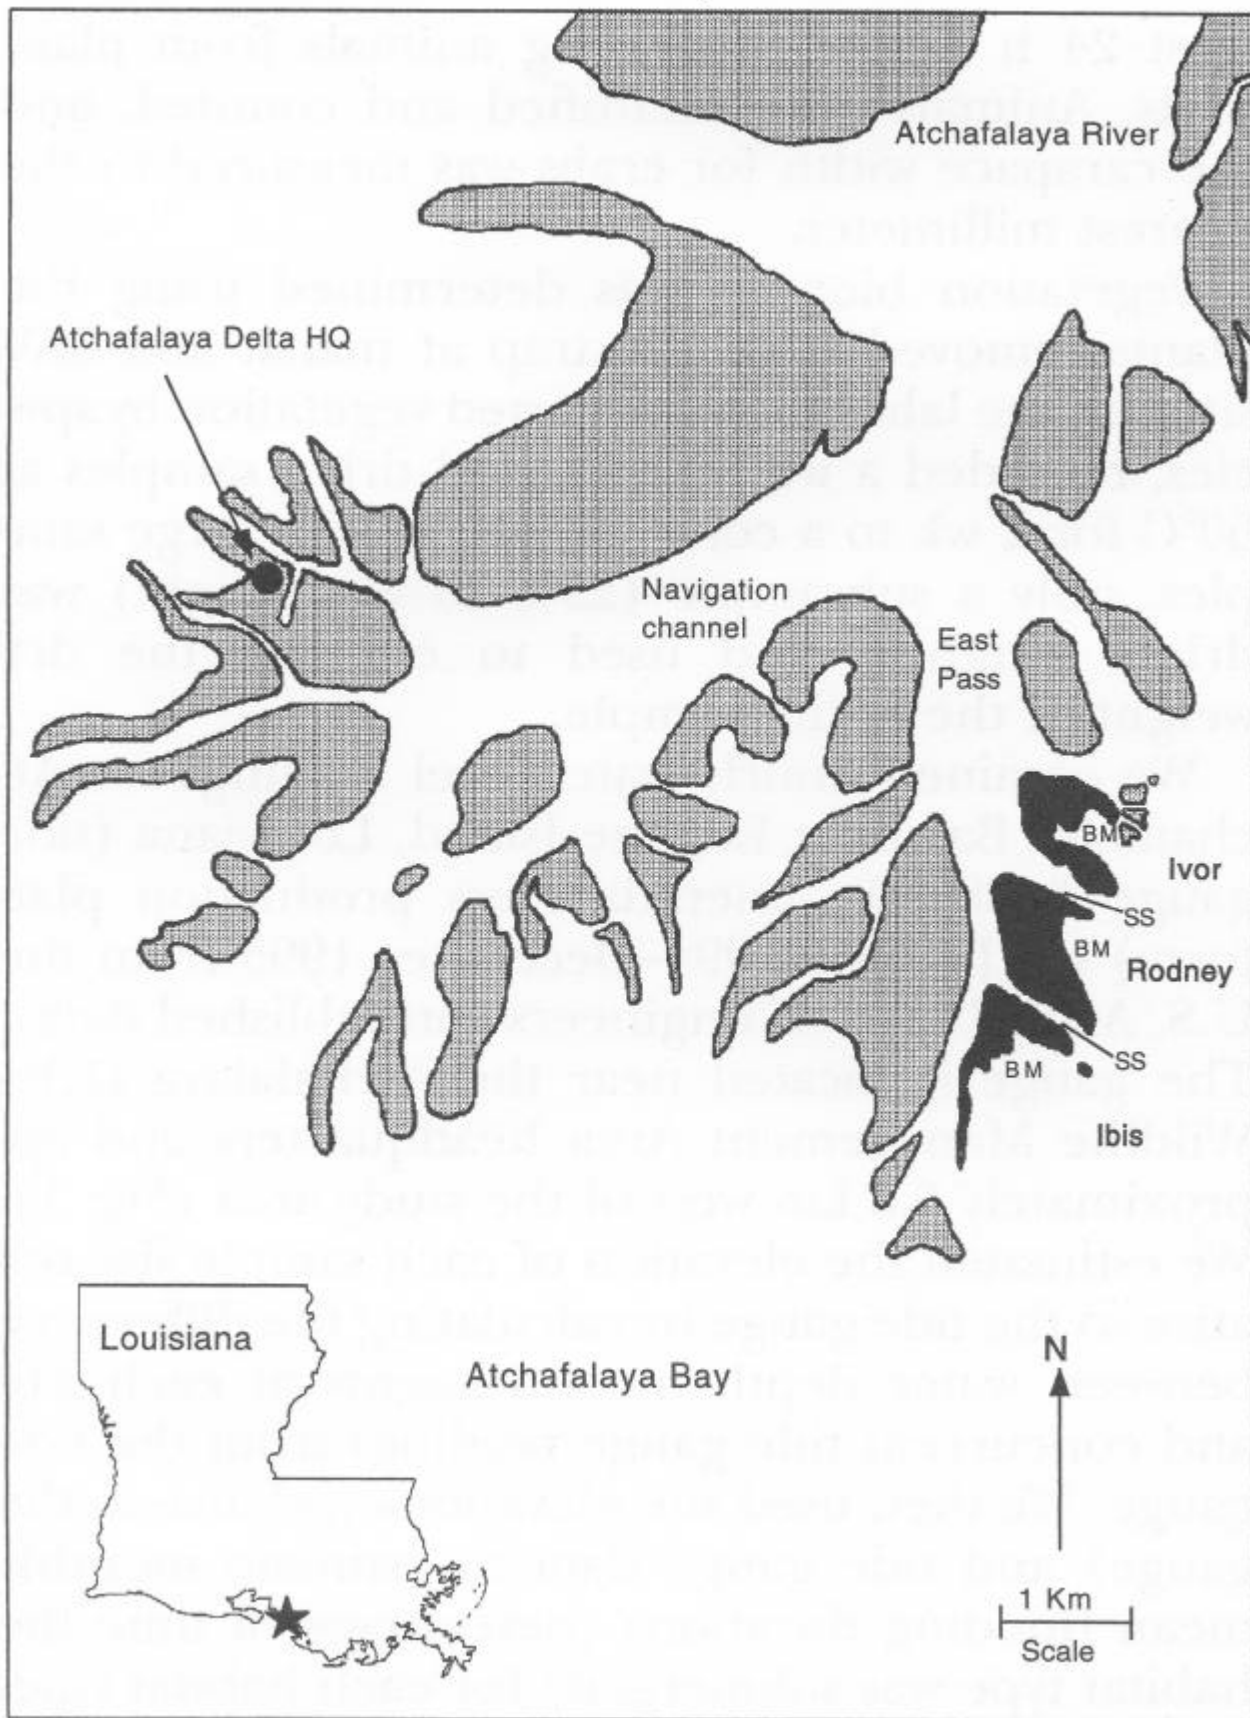 Atchafalaya River
Atchafalaya Delta HQ
Navigation
channel
East
Pass
BM
Ivor
SS
BM
Rodney
SS
BM
Ibis
Louisiana
Atchafalaya Bay
N
1 Km
Scale